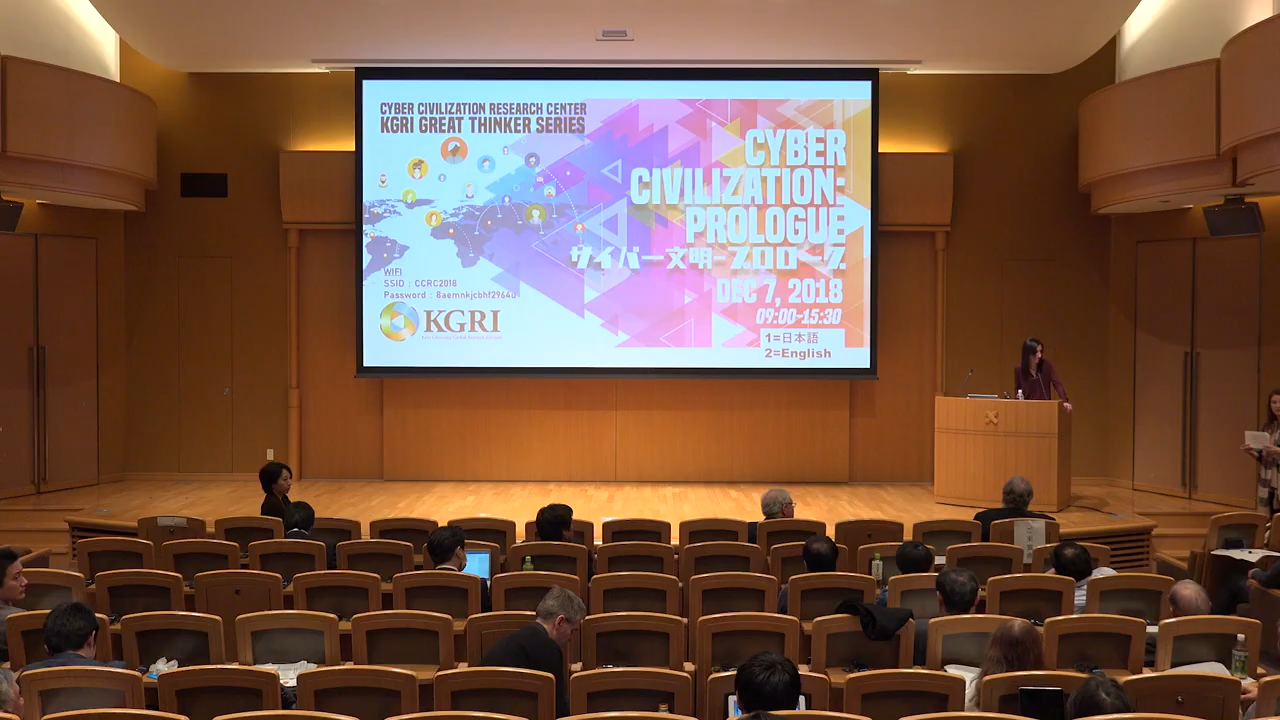 CYBER CIVILIZATION RESEARCH CENTER
KGRI GREAT THINKER SERIES
CYBER
CIVILIZATION:
PROLOGUE
サイバー文明-プロローグ
DEC 7, 2018
09:00-15:30
1=日本語
2=English
WIFI
SSID : CCRC2018
Password : 8aemnkjcbhf2964u
KGRI